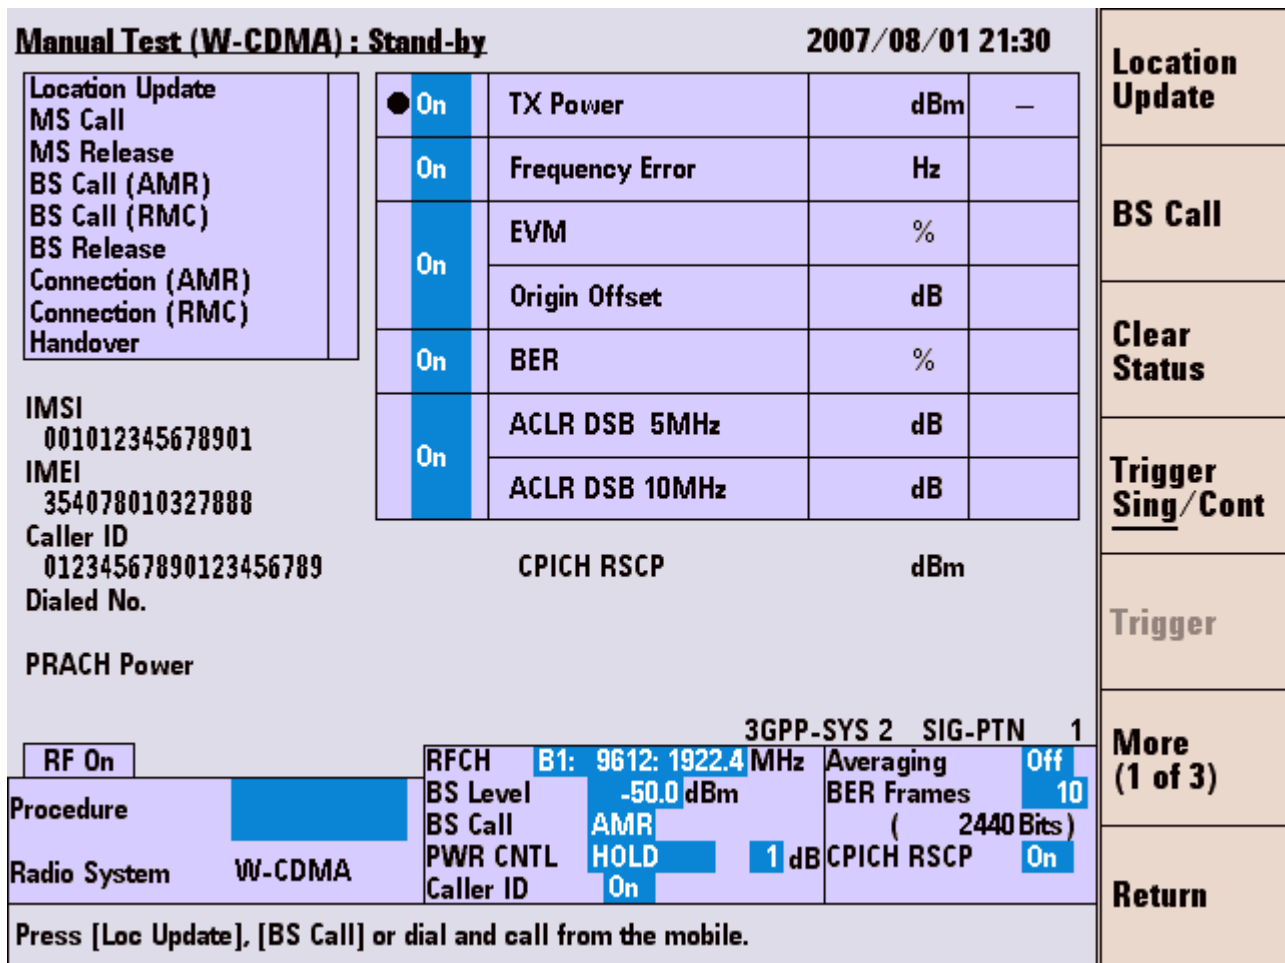 Manual Test (W-CDMA) : Stand-by 2007/08/01 21:30
Location Update
MS Call
MS Release
BS Call (AMR)
BS Call (RMC)
BS Release
Connection (AMR)
Connection (RMC)
Handover
On TX Power dBm –
On Frequency Error Hz
On
EVM %
Origin Offset dB
On BER %
On
ACLR DSB 5MHz dB
ACLR DSB 10MHz dB
CPICH RSCP dBm
IMSI
001012345678901
IMEI
354078010327888
Caller ID
01234567890123456789
Dialed No.
PRACH Power
3GPP-SYS 2 SIG-PTN 1
RF On
Procedure
Radio System W-CDMA
RFCH B1: 9612: 1922.4 MHz
BS Level -50.0 dBm
BS Call AMR
PWR CNTL HOLD 1 dB
Caller ID On
Averaging Off
BER Frames 10
( 2440 Bits )
CPICH RSCP On
Press [Loc Update], [BS Call] or dial and call from the mobile.
Location
Update
BS Call
Clear
Status
Trigger
Sing/Cont
Trigger
More
(1 of 3)
Return